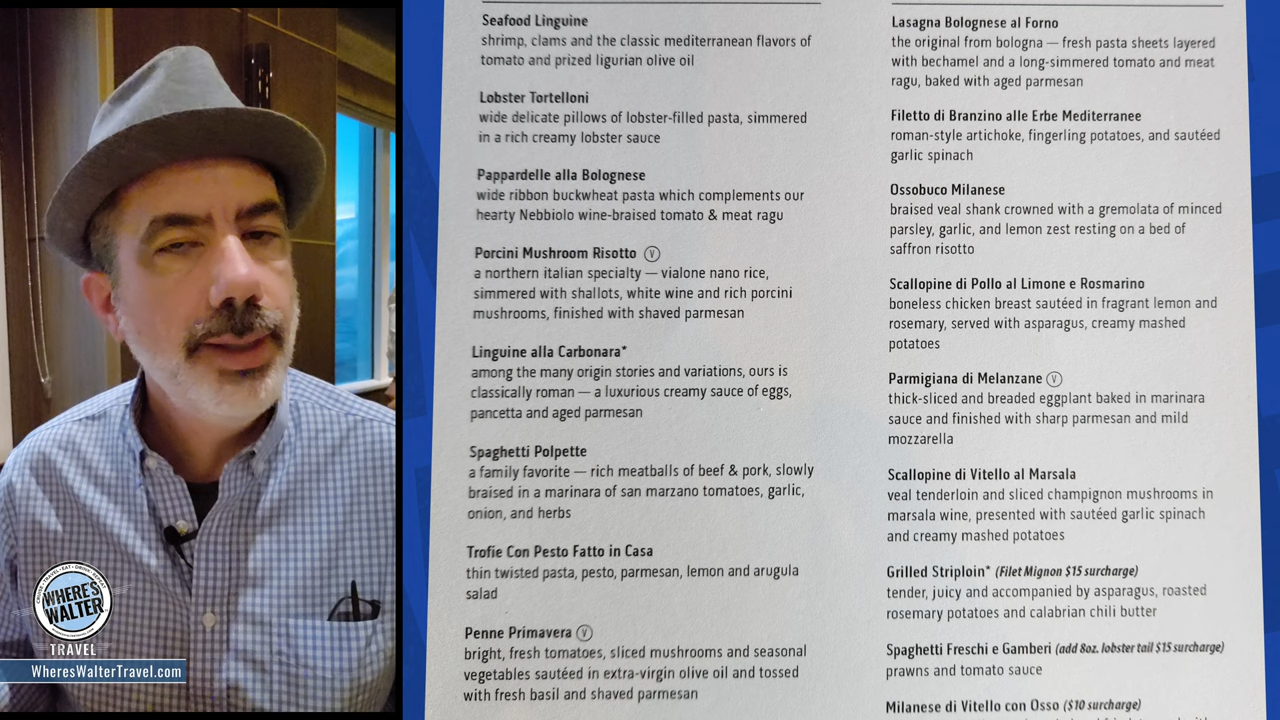 Seafood Linguine
shrimp, clams and the classic mediterranean flavors of
tomato and prized ligurian olive oil
Lobster Tortelloni
wide delicate pillows of lobster-filled pasta, simmered
in a rich creamy lobster sauce
Pappardelle alla Bolognese
wide ribbon buckwheat pasta which complements our
hearty Nebbiolo wine-braised tomato & meat ragu
Porcini Mushroom Risotto V
a northern italian specialty — vialone nano rice,
simmered with shallots, white wine and rich porcini
mushrooms, finished with shaved parmesan
Linguine alla Carbonara*
among the many origin stories and variations, ours is
classically roman — a luxurious creamy sauce of eggs,
pancetta and aged parmesan
Spaghetti Polpette
a family favorite — rich meatballs of beef & pork, slowly
braised in a marinara of san marzano tomatoes, garlic,
onion, and herbs
Trofie Con Pesto Fatto in Casa
thin twisted pasta, pesto, parmesan, lemon and arugula
salad
Penne Primavera V
bright, fresh tomatoes, sliced mushrooms and seasonal
vegetables sautéed in extra-virgin olive oil and tossed
with fresh basil and shaved parmesan
Lasagna Bolognese al Forno
the original from bologna — fresh pasta sheets layered
with bechamel and a long-simmered tomato and meat
ragu, baked with aged parmesan
Filetto di Branzino alle Erbe Mediterranee
roman-style artichoke, fingerling potatoes, and sautéed
garlic spinach
Ossobuco Milanese
braised veal shank crowned with a gremolata of minced
parsley, garlic, and lemon zest resting on a bed of
saffron risotto
Scallopine di Pollo al Limone e Rosmarino
boneless chicken breast sautéed in fragrant lemon and
rosemary, served with asparagus, creamy mashed
potatoes
Parmigiana di Melanzane V
thick-sliced and breaded eggplant baked in marinara
sauce and finished with sharp parmesan and mild
mozzarella
Scallopine di Vitello al Marsala
veal tenderloin and sliced champignon mushrooms in
marsala wine, presented with sautéed garlic spinach
and creamy mashed potatoes
Grilled Striploin* (Filet Mignon $15 surcharge)
tender, juicy and accompanied by asparagus, roasted
rosemary potatoes and calabrian chili butter
Spaghetti Freschi e Gamberi (add 8oz. lobster tail $15 surcharge)
prawns and tomato sauce
Milanese di Vitello con Osso ($10 surcharge)
WHERE'S
WALTER
TRAVEL
WheresWalterTravel.com